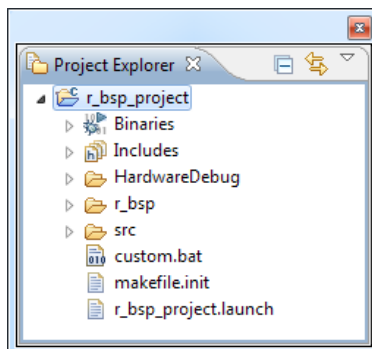 Project Explorer
r_bsp_project
Binaries
Includes
HardwareDebug
r_bsp
src
custom.bat
makefile.init
r_bsp_project.launch